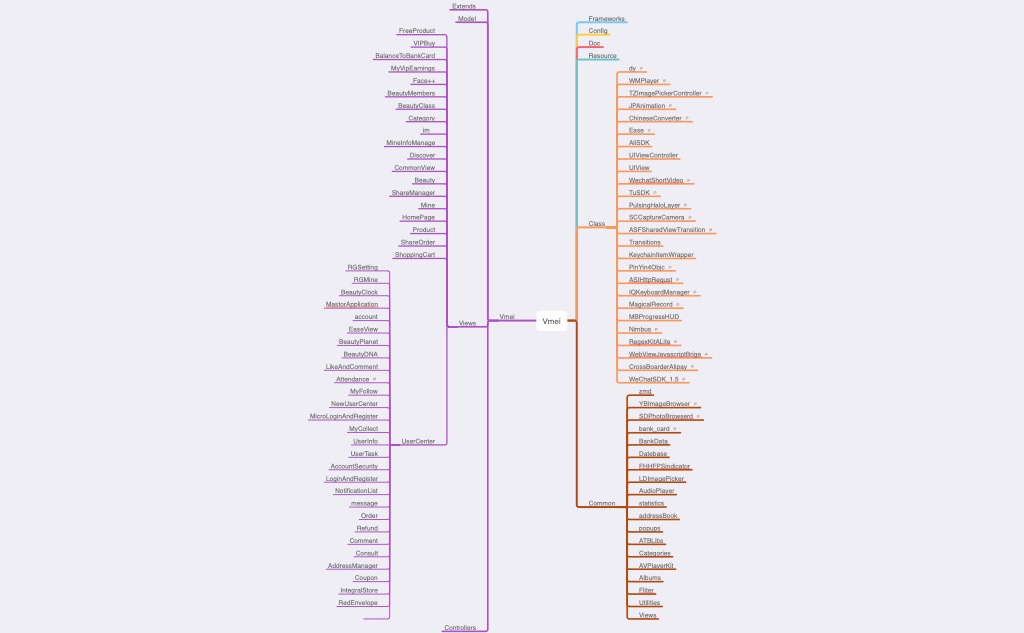 Extends
Model
FreeProduct
VIPBuy
BalanceToBankCard
MyVipEarnings
Face++
BeautyMembers
BeautyClass
Category
im
MineInfoManage
Discover
CommonView
Beauty
ShareManager
Mine
HomePage
Product
ShareOrder
ShoppingCart
RGSetting
RGMine
BeautyClock
MastorApplication
account
EaseView
BeautyPlanet
BeautyDNA
LikeAndComment
Attendance
MyFollow
NewUserCenter
MicroLoginAndRegister
MyCollect
UserInfo
UserTask
AccountSecurity
LoginAndRegister
NotificationList
message
Order
Refund
Comment
Consult
AddressManager
Coupon
IntegralStore
RedEnvelope
UserCenter
Views
Controllers
Vmei
Vmei
Frameworks
Config
Doc
Resource
Class
dy
WMPlayer
TZImagePickerController
JPAnimation
ChineseConverter
Ease
AliSDK
UIViewController
UIView
WechatShortVideo
TuSDK
PulsingHaloLayer
SCCaptureCamera
ASFSharedViewTransition
Transitions
KeychainItemWrapper
PinYin4Objc
ASIHttpRequst
IQKeyboardManager
MagicalRecord
MBProgressHUD
Nimbus
RegexKitALite
WebViewJavascriptBrige
CrossBoarderAlipay
WeChatSDK_1.5
Common
zmd
YBImageBrowser
SDPhotoBrowserd
bank_card
BankData
Datebase
FHHFPSindicator
LDImagePicker
AudioPlayer
statistics
addressBook
popups
ATBLibs
Categories
AVPlayerKit
Albums
Filter
Utilities
Views